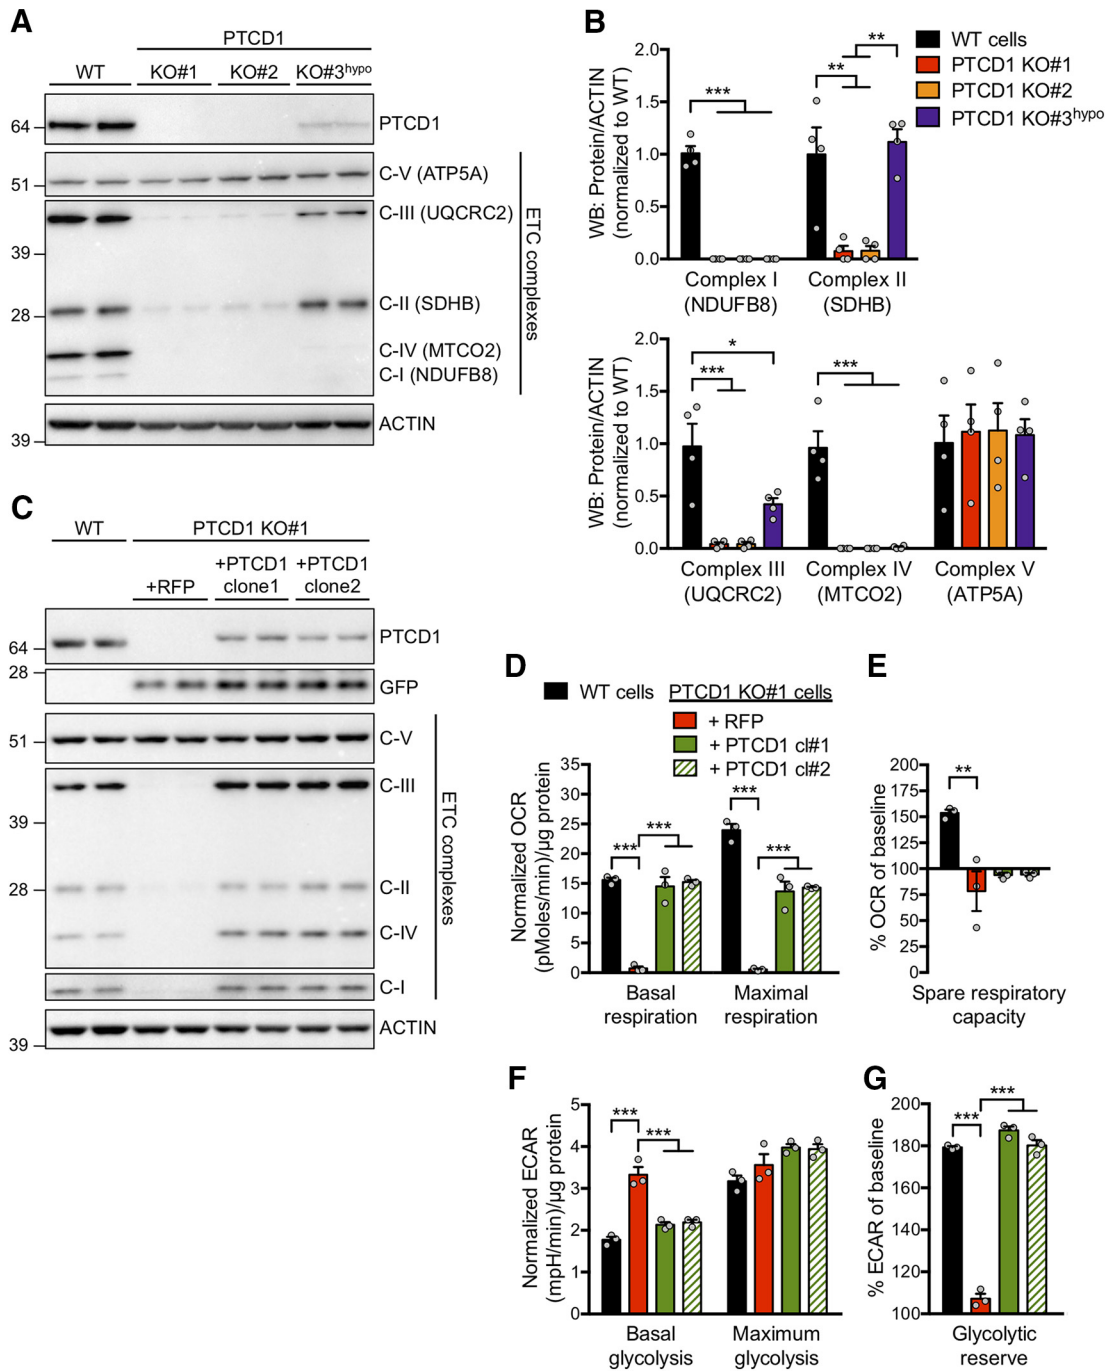 A
PTCD1
WT
KO#1
KO#2
KO#3hypo
64
PTCD1
51
C-V (ATP5A)
C-III (UQCRC2)
39
28
C-II (SDHB)
C-IV (MTCO2)
C-I (NDUFB8)
ETC complexes
39
ACTIN
B
WT cells
PTCD1 KO#1
PTCD1 KO#2
PTCD1 KO#3hypo
WB: Protein/ACTIN
(normalized to WT)
2.0
1.5
1.0
0.5
0.0
***
**
**
Complex I
(NDUFB8)
Complex II
(SDHB)
WB: Protein/ACTIN
(normalized to WT)
2.0
1.5
1.0
0.5
0.0
*
***
***
Complex III
(UQCRC2)
Complex IV
(MTCO2)
Complex V
(ATP5A)
C
WT
PTCD1 KO#1
+RFP
+PTCD1
clone1
+PTCD1
clone2
64
PTCD1
28
GFP
51
C-V
C-III
39
28
C-II
C-IV
C-I
ETC complexes
39
ACTIN
D
WT cells
PTCD1 KO#1 cells
+ RFP
+ PTCD1 cl#1
+ PTCD1 cl#2
Normalized OCR
(pMoles/min)/µg protein
35
30
25
20
15
10
5
0
***
***
***
***
Basal
respiration
Maximal
respiration
E
% OCR of baseline
200
175
150
125
100
75
50
25
0
**
Spare respiratory
capacity
F
Normalized ECAR
(mpH/min)/µg protein
5
4
3
2
1
0
***
***
Basal
glycolysis
Maximum
glycolysis
G
% ECAR of baseline
200
180
160
140
120
100
***
***
Glycolytic
reserve